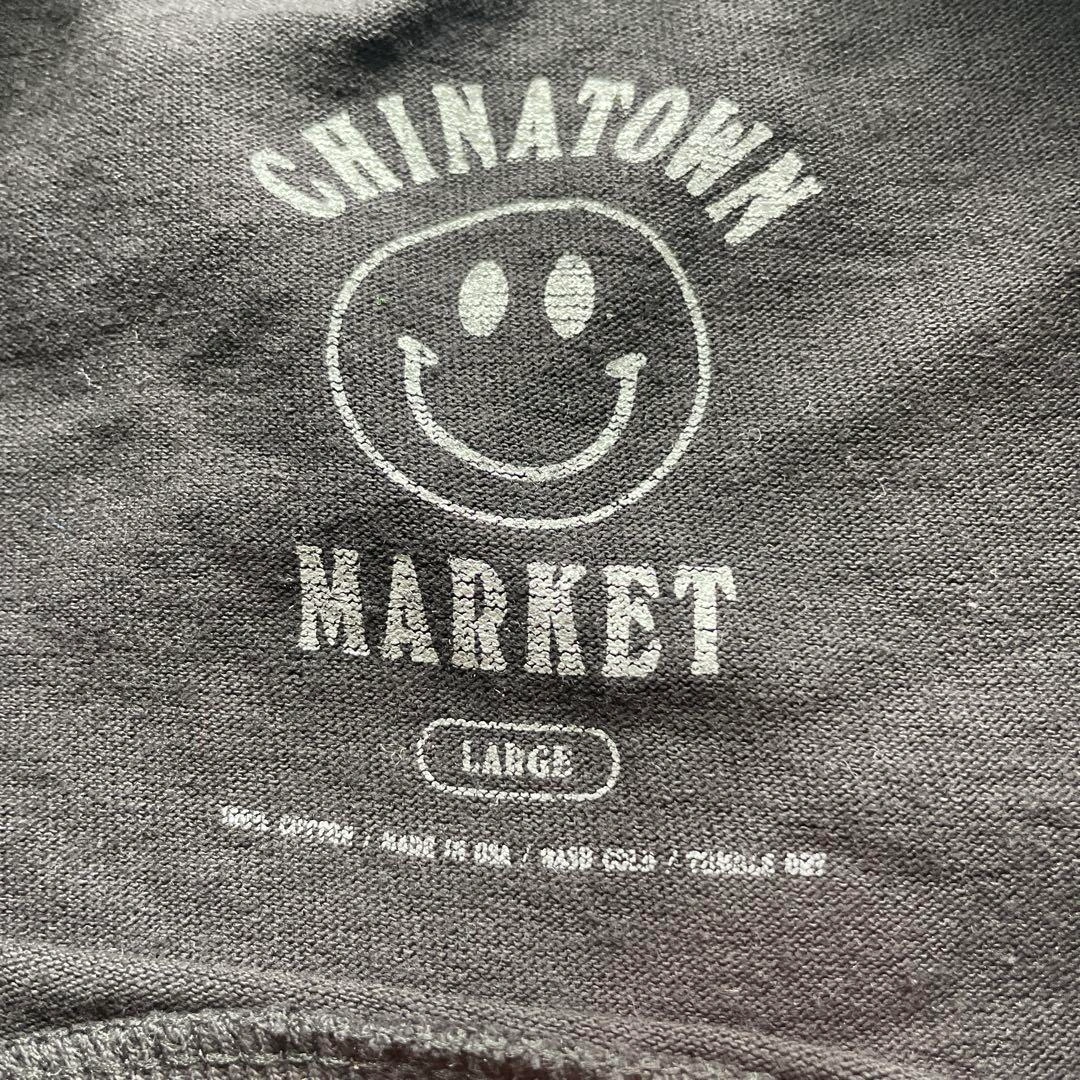 CHINATOWN
MARKET
LARGE
100% COTTON / MADE IN USA / WASH COLD / TUMBLE DRY